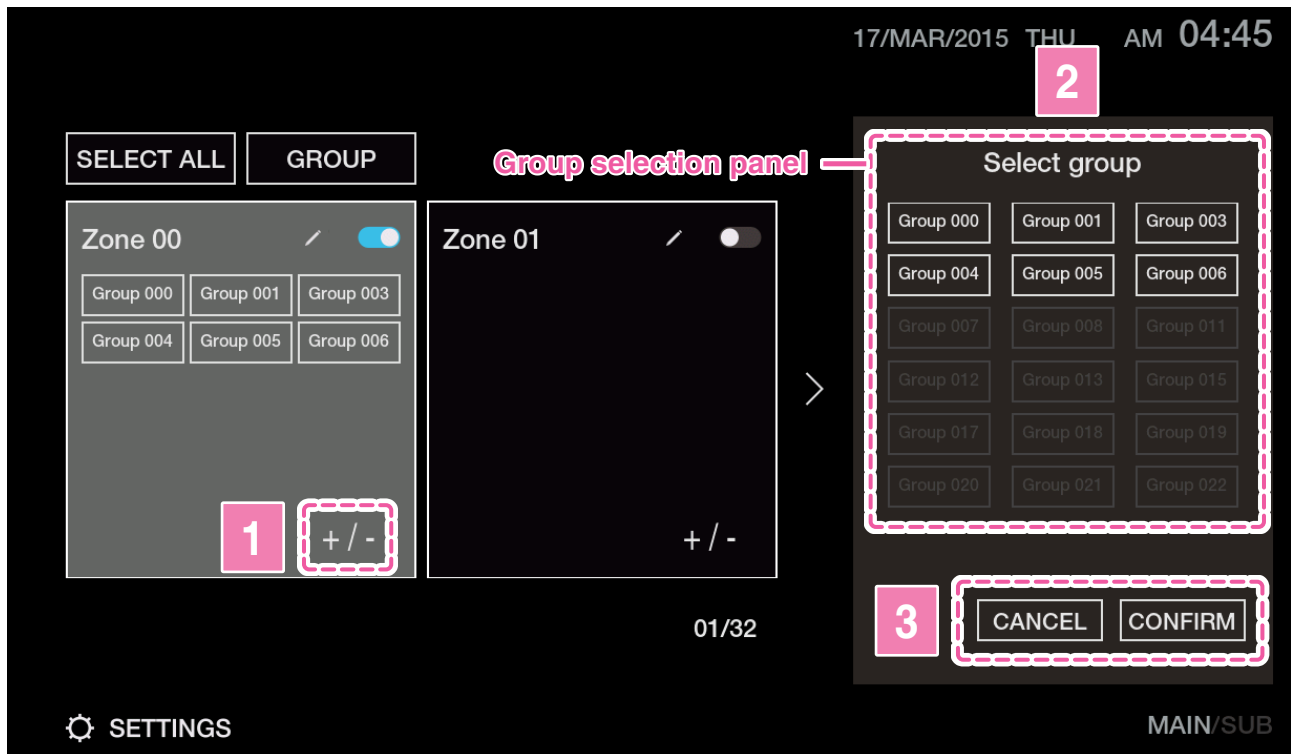 17/MAR/2015 THU AM 04:45
2
SELECT ALL
GROUP
Group selection panel
Select group
Zone 00
Zone 01
Group 000 Group 001 Group 003
Group 004 Group 005 Group 006
+ / -
1
+ / -
01/32
Group 000 Group 001 Group 003
Group 004 Group 005 Group 006
Group 007 Group 008 Group 011
Group 012 Group 013 Group 015
Group 017 Group 018 Group 019
Group 020 Group 021 Group 022
3
CANCEL CONFIRM
SETTINGS
MAIN/SUB